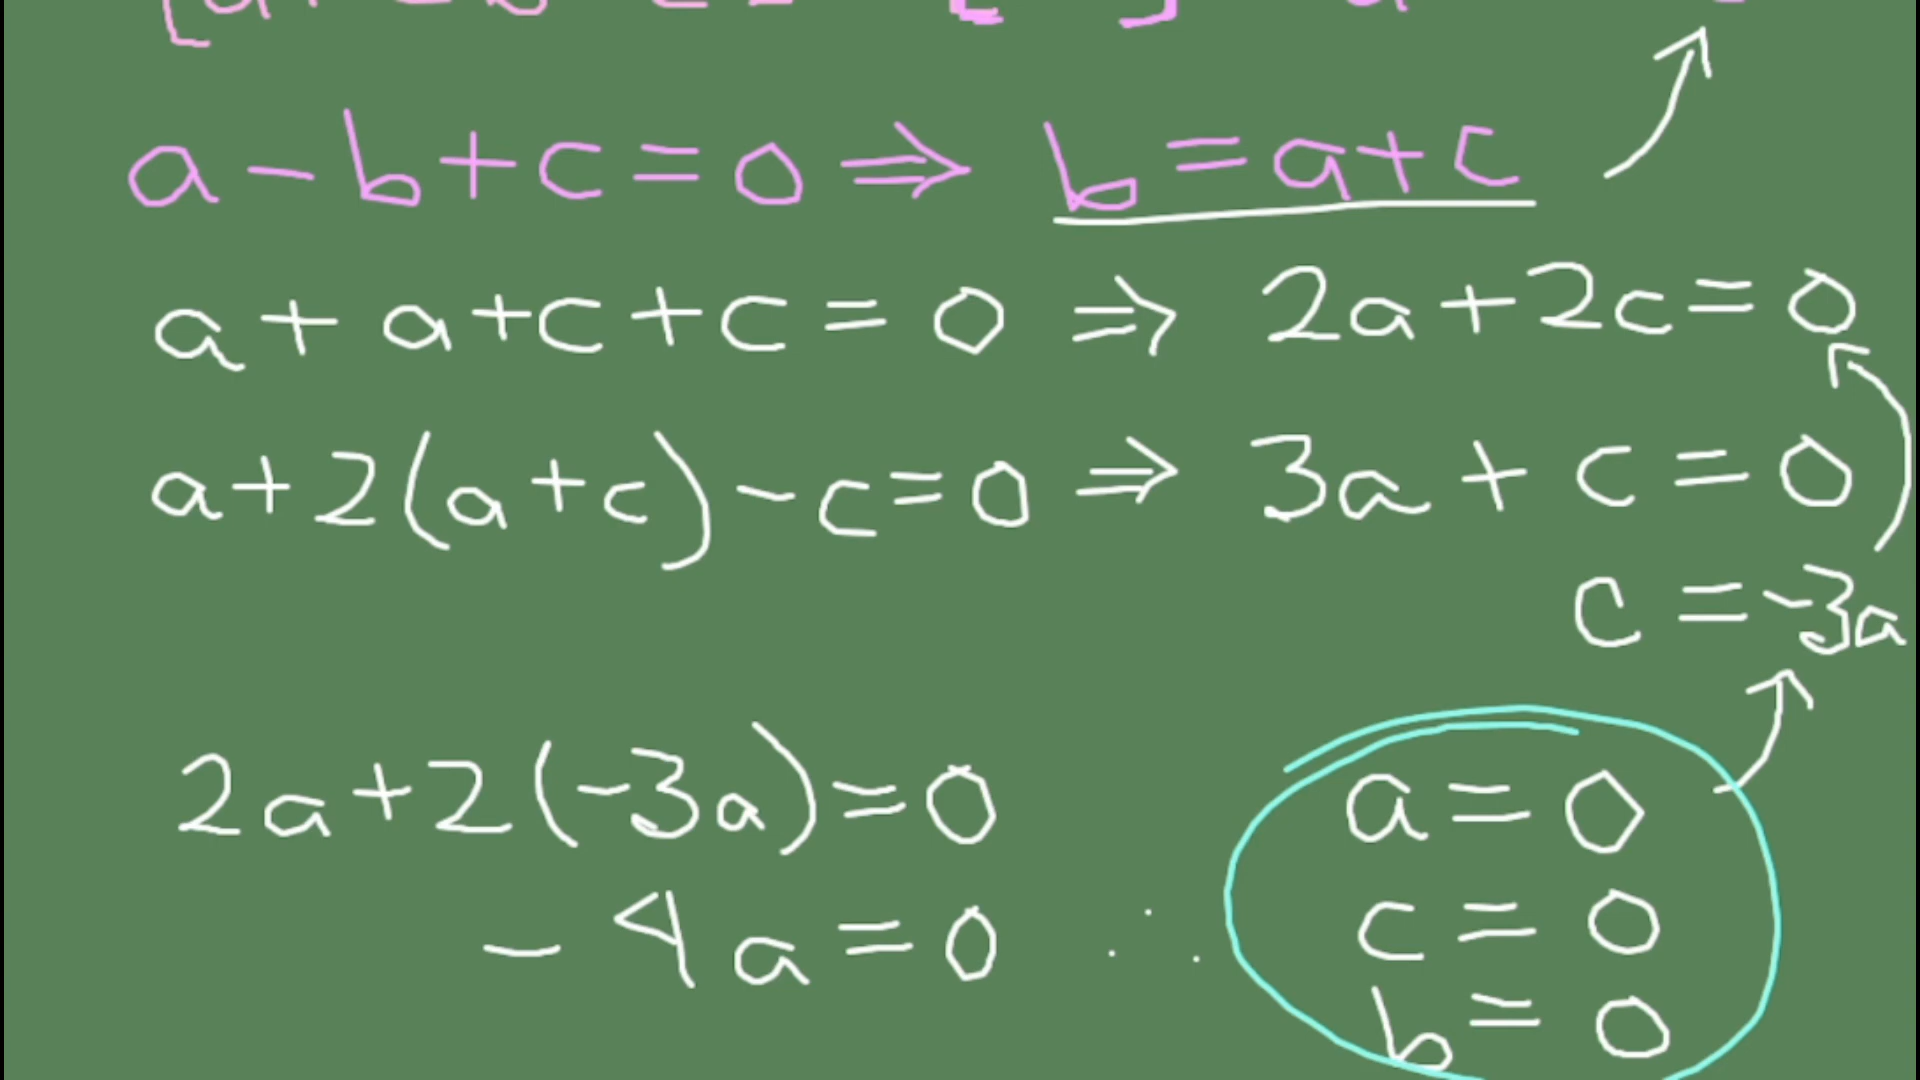 a - b + c = 0 ⇒ b = a + c
a + a + c + c = 0 ⇒ 2a + 2c = 0
a + 2(a + c) - c = 0 ⇒ 3a + c = 0
c = -3a
2a + 2(-3a) = 0
a = 0
-4a = 0 ∴ c = 0
b = 0